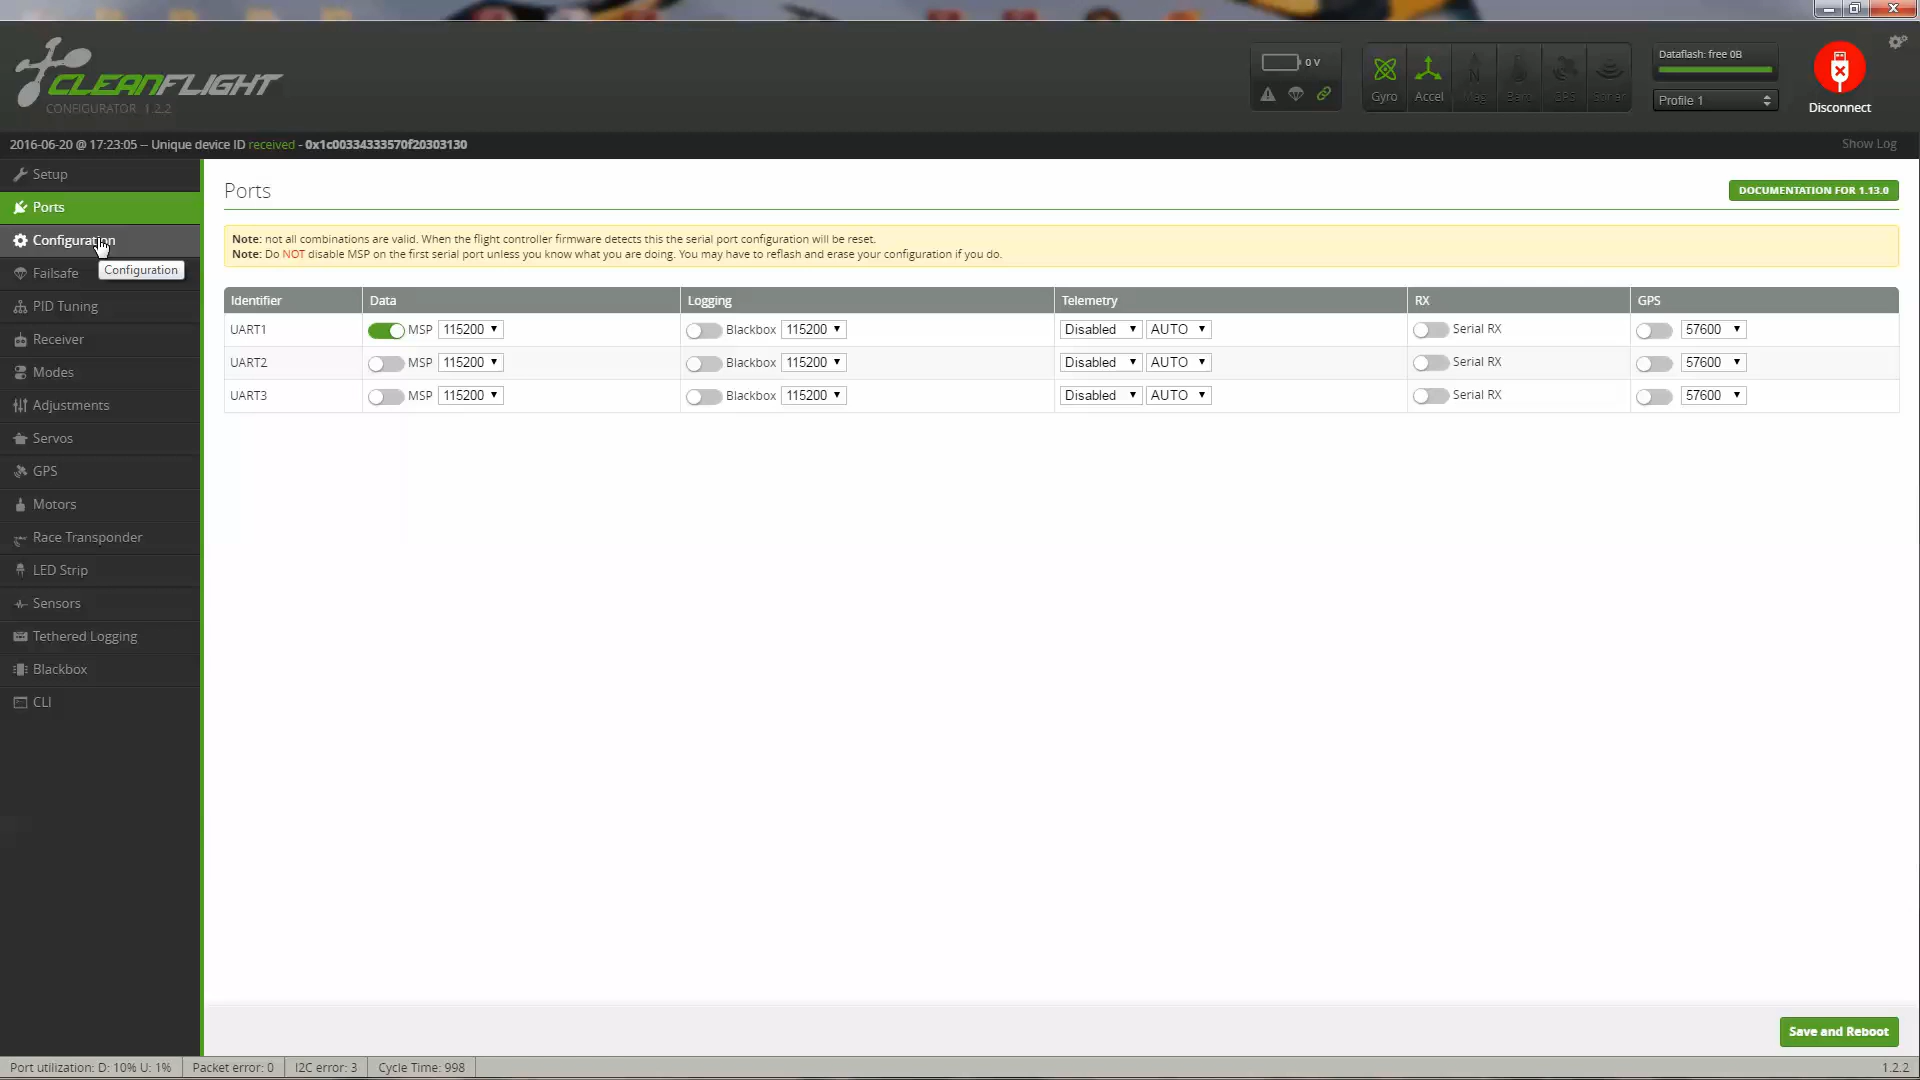 CLEANFLIGHT
CONFIGURATOR 1.2.2
0 V
Gyro Accel Mag Baro GPS Sonar
Dataflash: free 0B
Profile 1
Disconnect
2016-06-20 @ 17:23:05 -- Unique device ID received - 0x1c00334333570f20303130
Show Log
Setup
Ports
Configuration
Configuration
Failsafe
PID Tuning
Receiver
Modes
Adjustments
Servos
GPS
Motors
Race Transponder
LED Strip
Sensors
Tethered Logging
Blackbox
CLI
Ports
DOCUMENTATION FOR 1.13.0
Note: not all combinations are valid. When the flight controller firmware detects this the serial port configuration will be reset.
Note: Do NOT disable MSP on the first serial port unless you know what you are doing. You may have to reflash and erase your configuration if you do.
Identifier Data Logging Telemetry RX GPS
UART1 MSP 115200 Blackbox 115200 Disabled AUTO Serial RX 57600
UART2 MSP 115200 Blackbox 115200 Disabled AUTO Serial RX 57600
UART3 MSP 115200 Blackbox 115200 Disabled AUTO Serial RX 57600
Save and Reboot
Port utilization: D: 10% U: 1% Packet error: 0 I2C error: 3 Cycle Time: 998 1.2.2